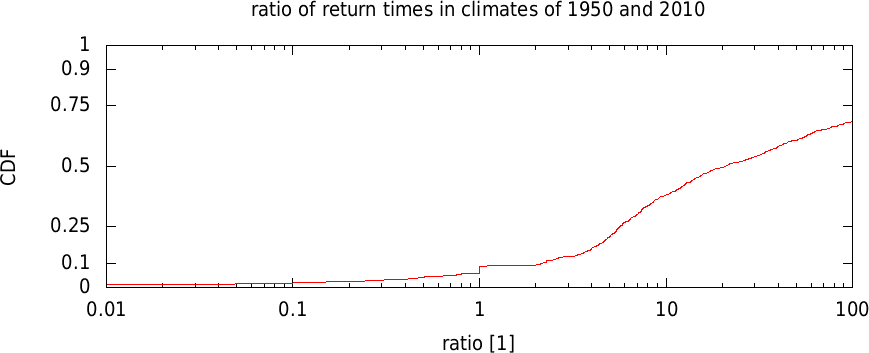 ratio of return times in climates of 1950 and 2010
1
0.9
0.75
CDF
0.5
0.25
0.1
0
0.01 0.1 1 10 100
ratio [1]